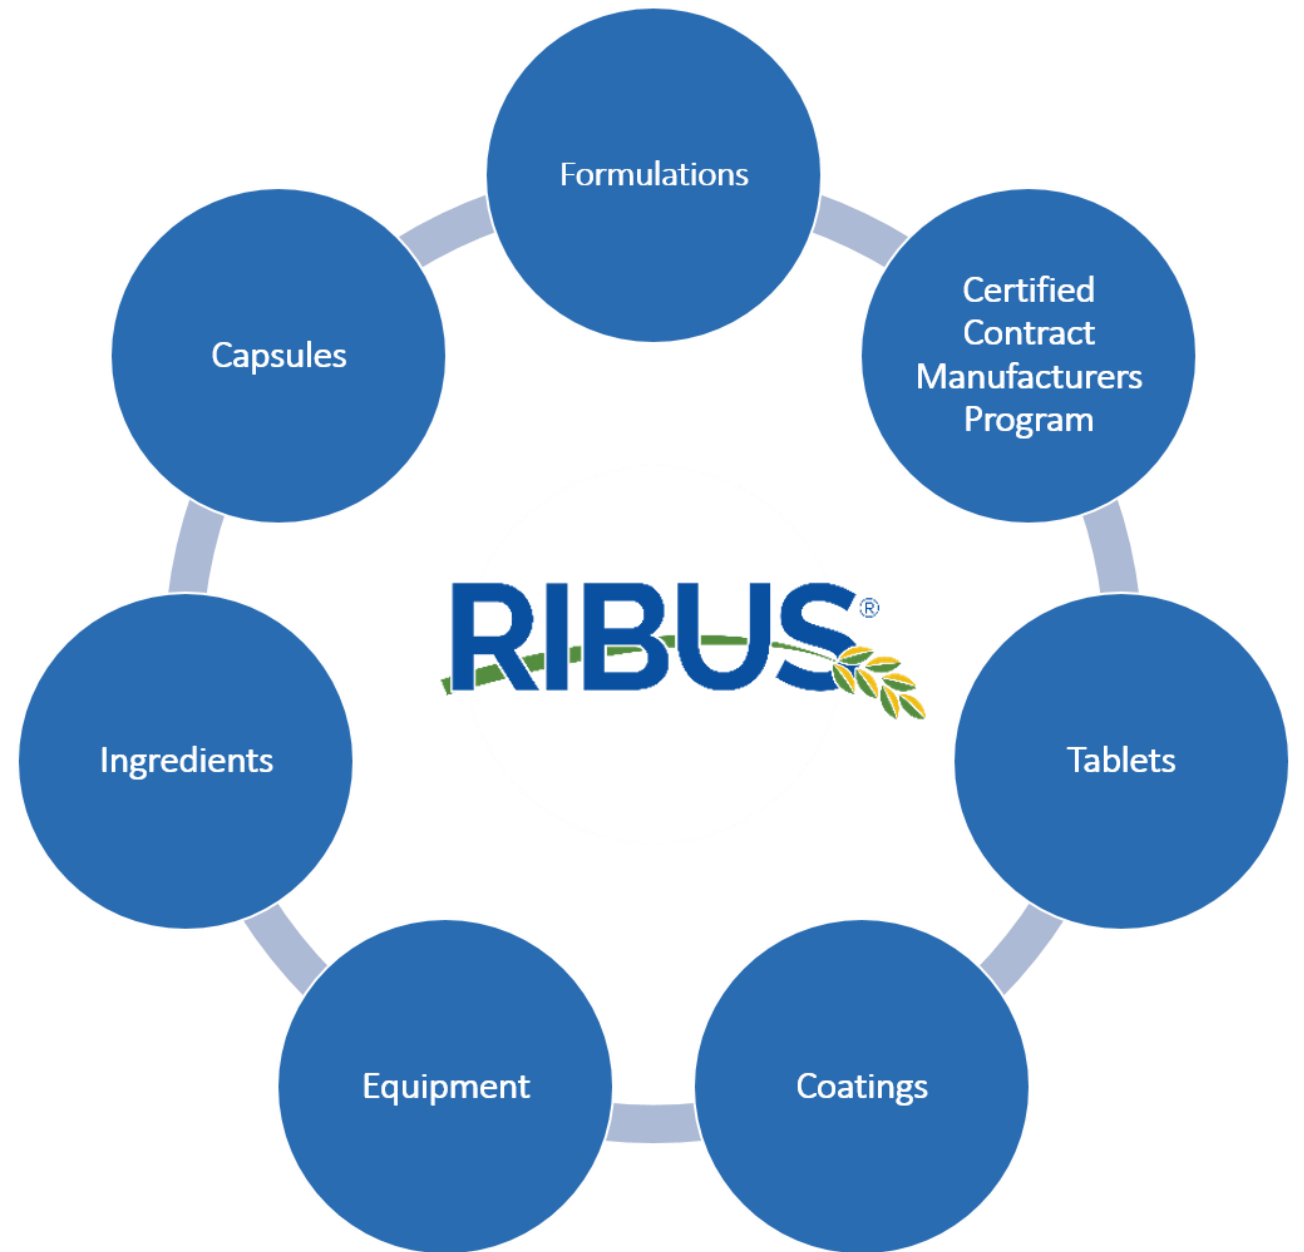 Formulations
Certified
Contract
Manufacturers
Program
Capsules
RIBUS®
Ingredients
Tablets
Equipment
Coatings